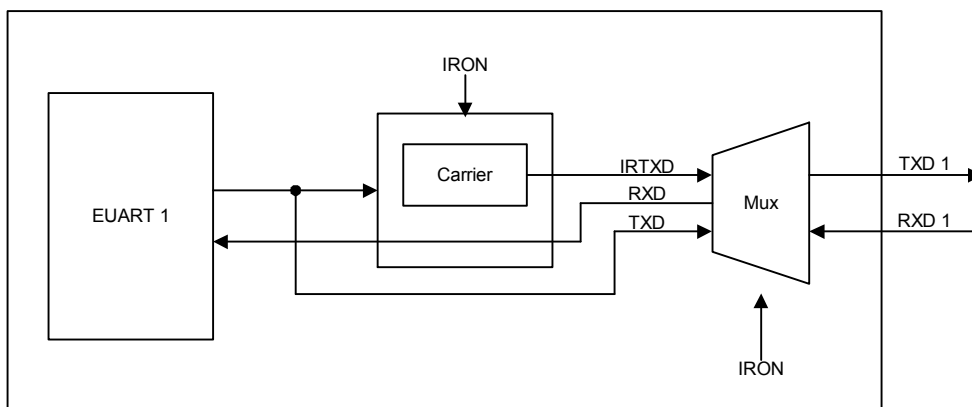 IRON
EUART 1
Carrier
IRTXD
RXD
TXD
Mux
TXD 1
RXD 1
IRON